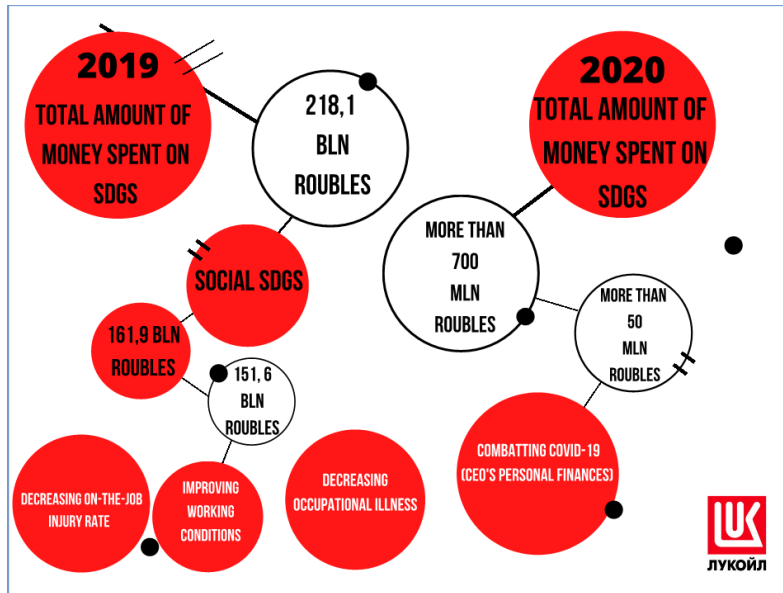 2019
TOTAL AMOUNT OF
MONEY SPENT ON
SDGS
218,1
BLN
ROUBLES
SOCIAL SDGS
161,9 BLN
ROUBLES
151, 6
BLN
ROUBLES
DECREASING ON-THE-JOB
INJURY RATE
IMPROVING
WORKING
CONDITIONS
DECREASING
OCCUPATIONAL ILLNESS
2020
TOTAL AMOUNT OF
MONEY SPENT ON
SDGS
MORE THAN
700
MLN
ROUBLES
MORE THAN
50
MLN
ROUBLES
COMBATTING COVID-19
(CEO'S PERSONAL FINANCES)
LUK
ЛУКОЙЛ